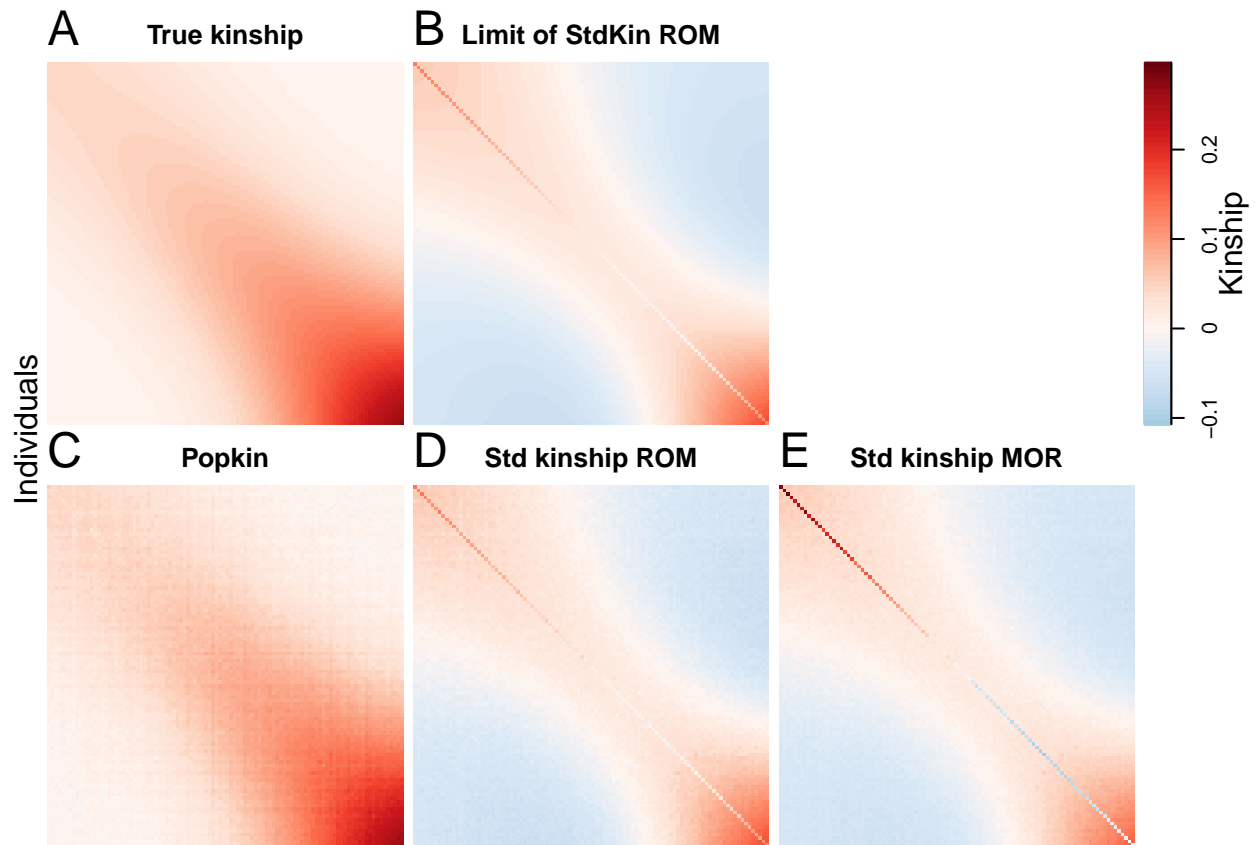 A True kinship
B Limit of StdKin ROM
C Popkin
D Std kinship ROM
E Std kinship MOR
Individuals
Kinship
0.2
0.1
0
−0.1